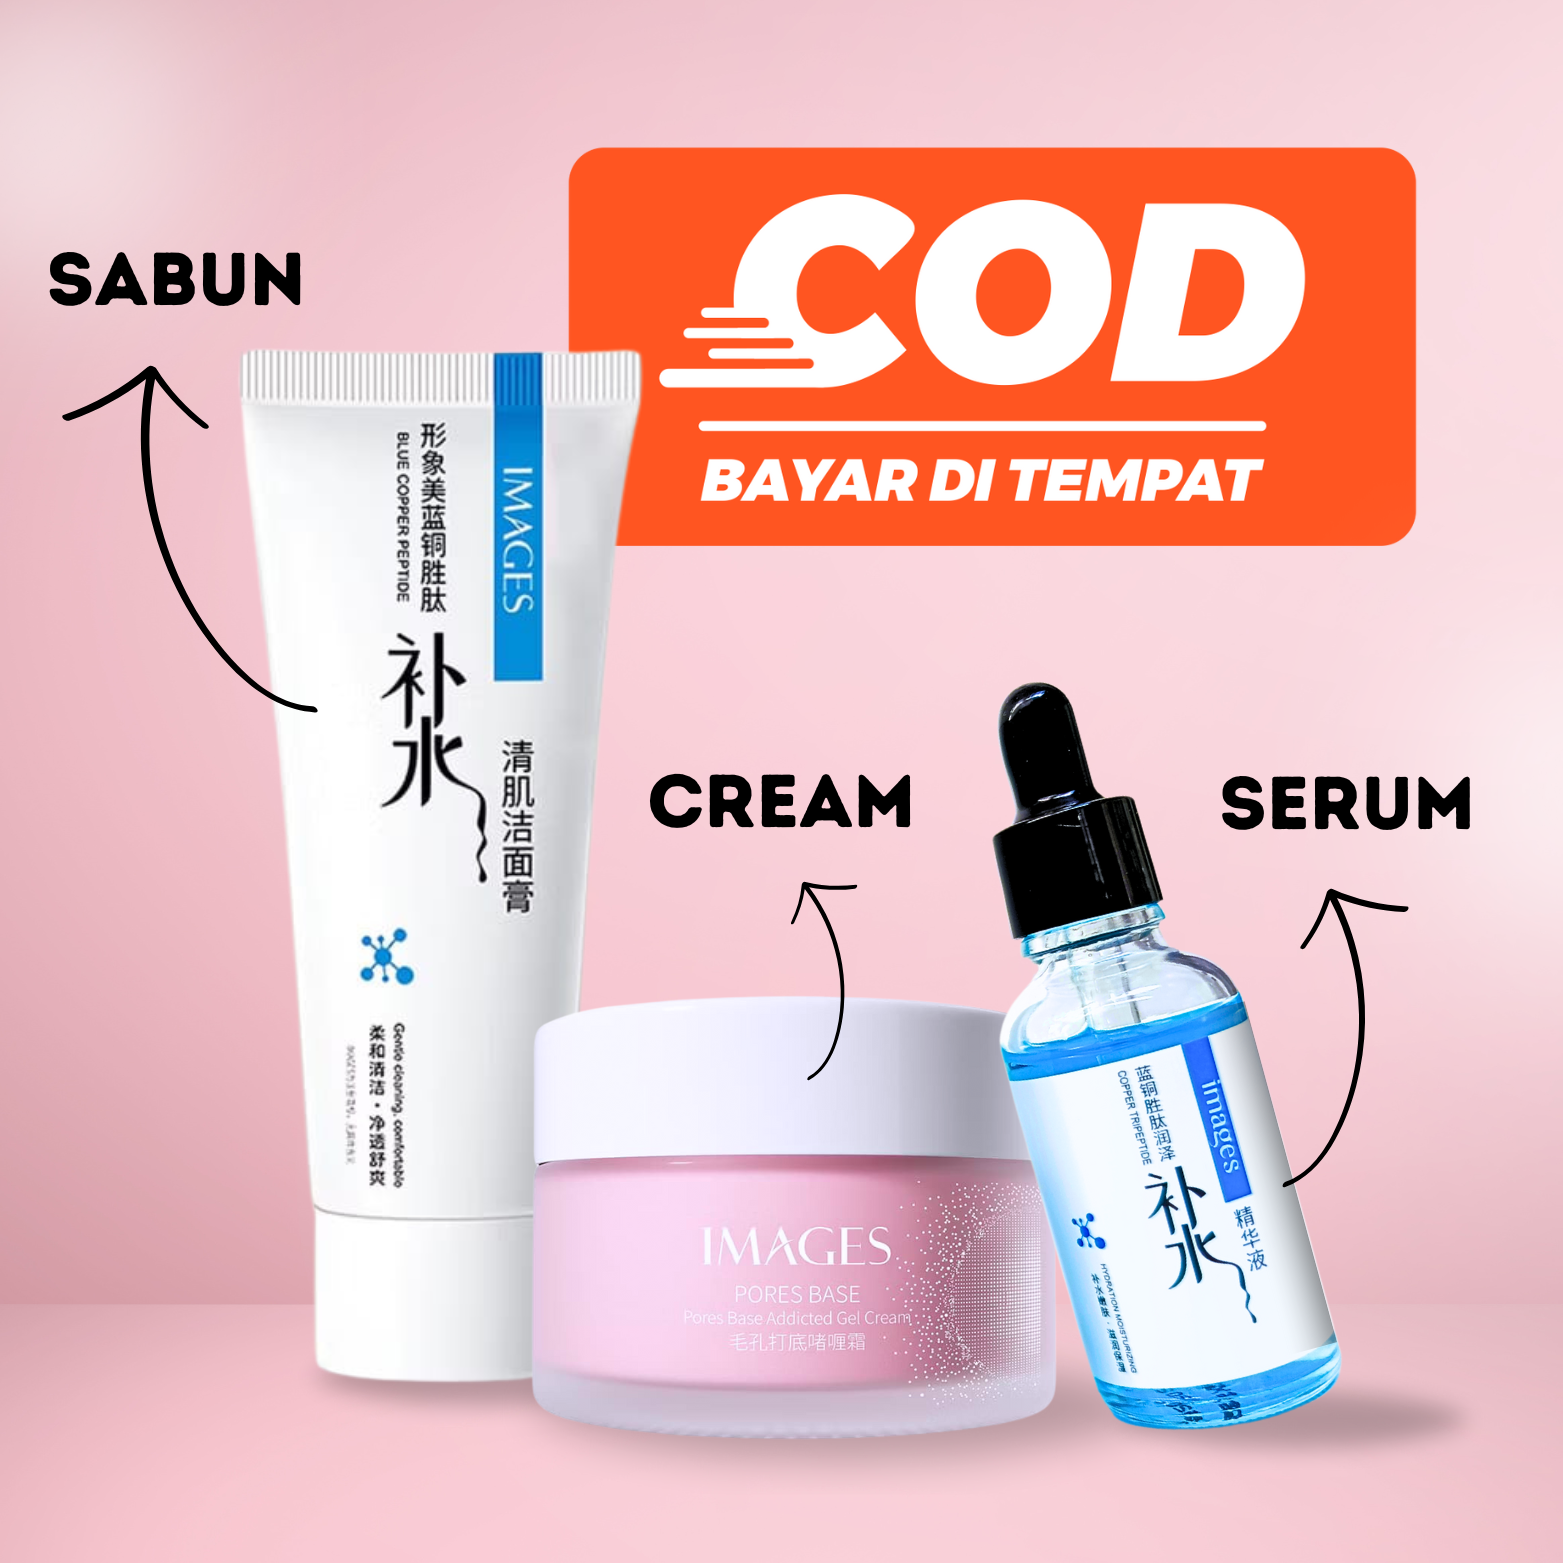 COD
BAYAR DI TEMPAT
SABUN
IMAGES
形象美蓝铜胜肽
BLUE COPPER PEPTIDE
补水
清肌洁面膏
Gentle cleaning, comfortable
柔和清洁·净透舒爽
CREAM
IMAGES
PORES BASE
Pores Base Addicted Gel Cream
毛孔打底啫喱霜
SERUM
images
蓝铜胜肽润泽
COPPER TRIPEPTIDE
补水
精华液
HYDRATION MOISTURIZING